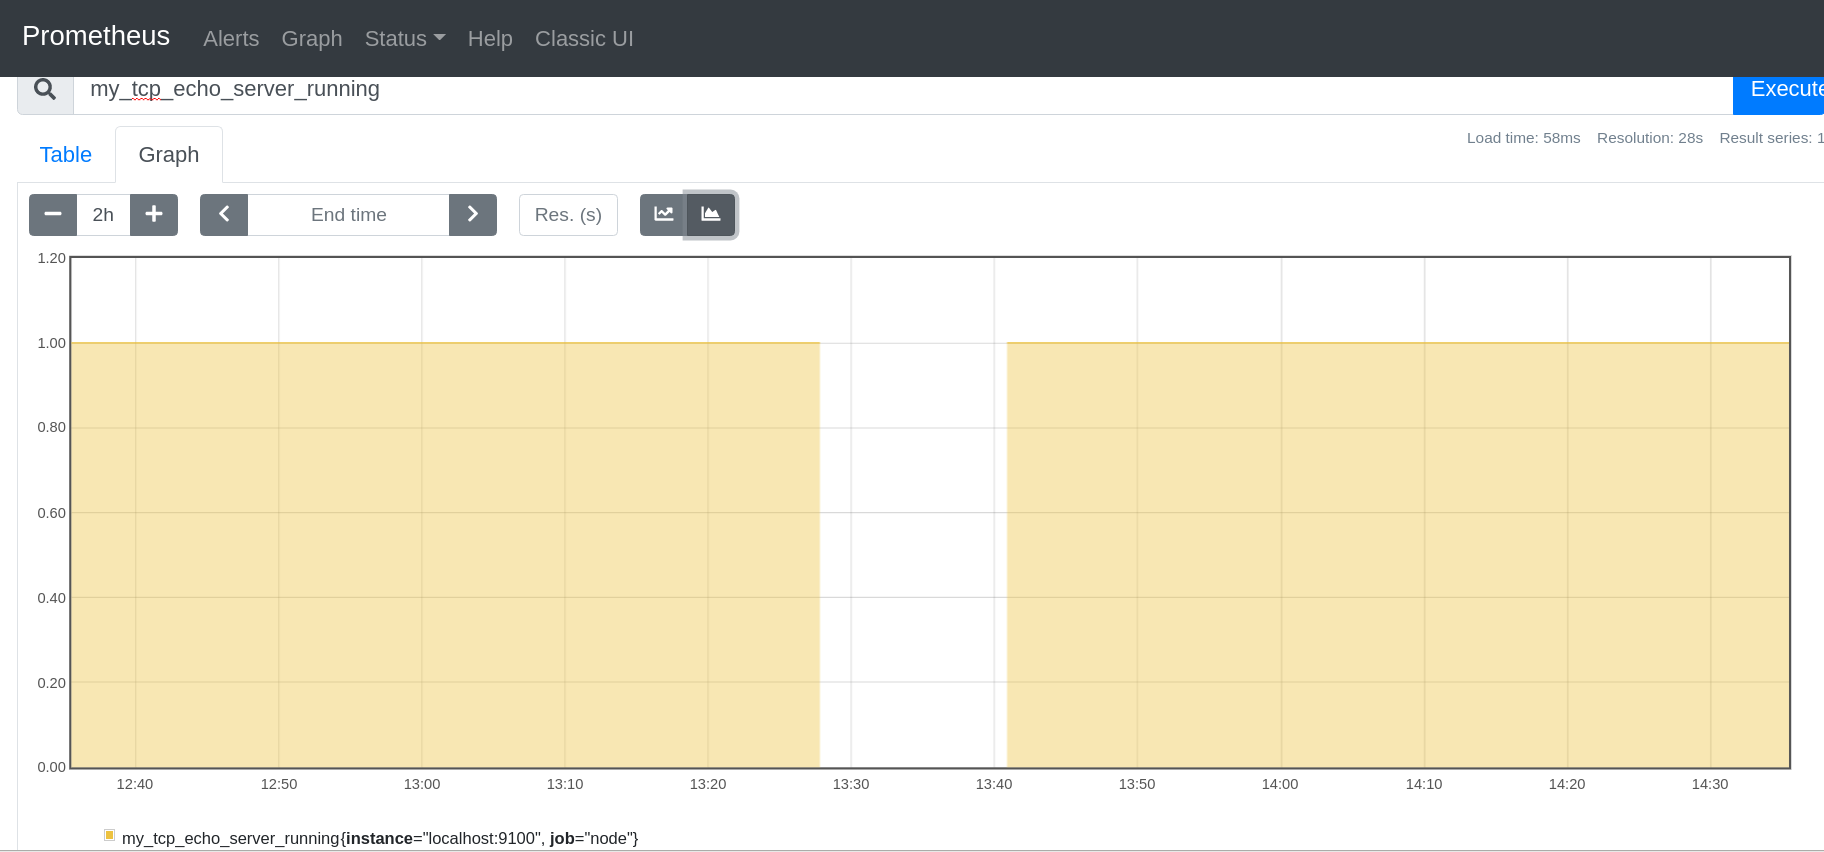 Prometheus Alerts Graph Status Help Classic UI
my_tcp_echo_server_running Execute
Load time: 58ms Resolution: 28s Result series: 1
Table Graph
2h End time Res. (s)
1.20
1.00
0.80
0.60
0.40
0.20
0.00
12:40 12:50 13:00 13:10 13:20 13:30 13:40 13:50 14:00 14:10 14:20 14:30
my_tcp_echo_server_running{instance="localhost:9100", job="node"}